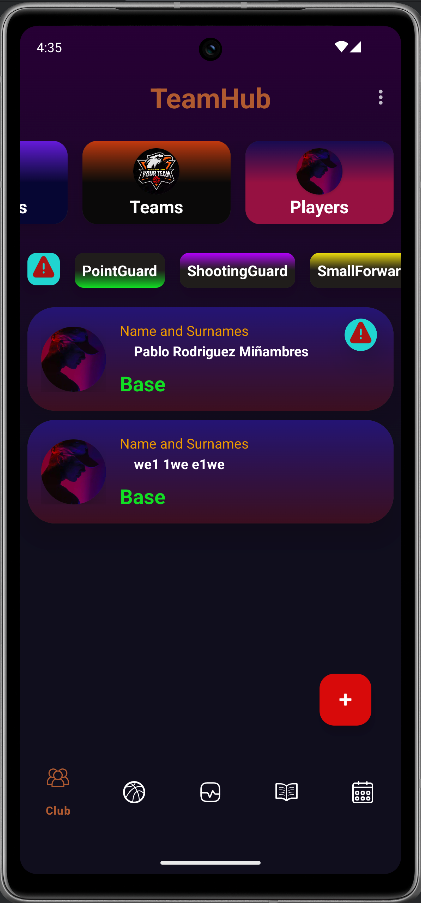 4:35
TeamHub
s
Teams
Players
YOUR TEAM
PointGuard
ShootingGuard
SmallForwar
Name and Surnames
Pablo Rodriguez Miñambres
Base
Name and Surnames
we1 1we e1we
Base
+
Club